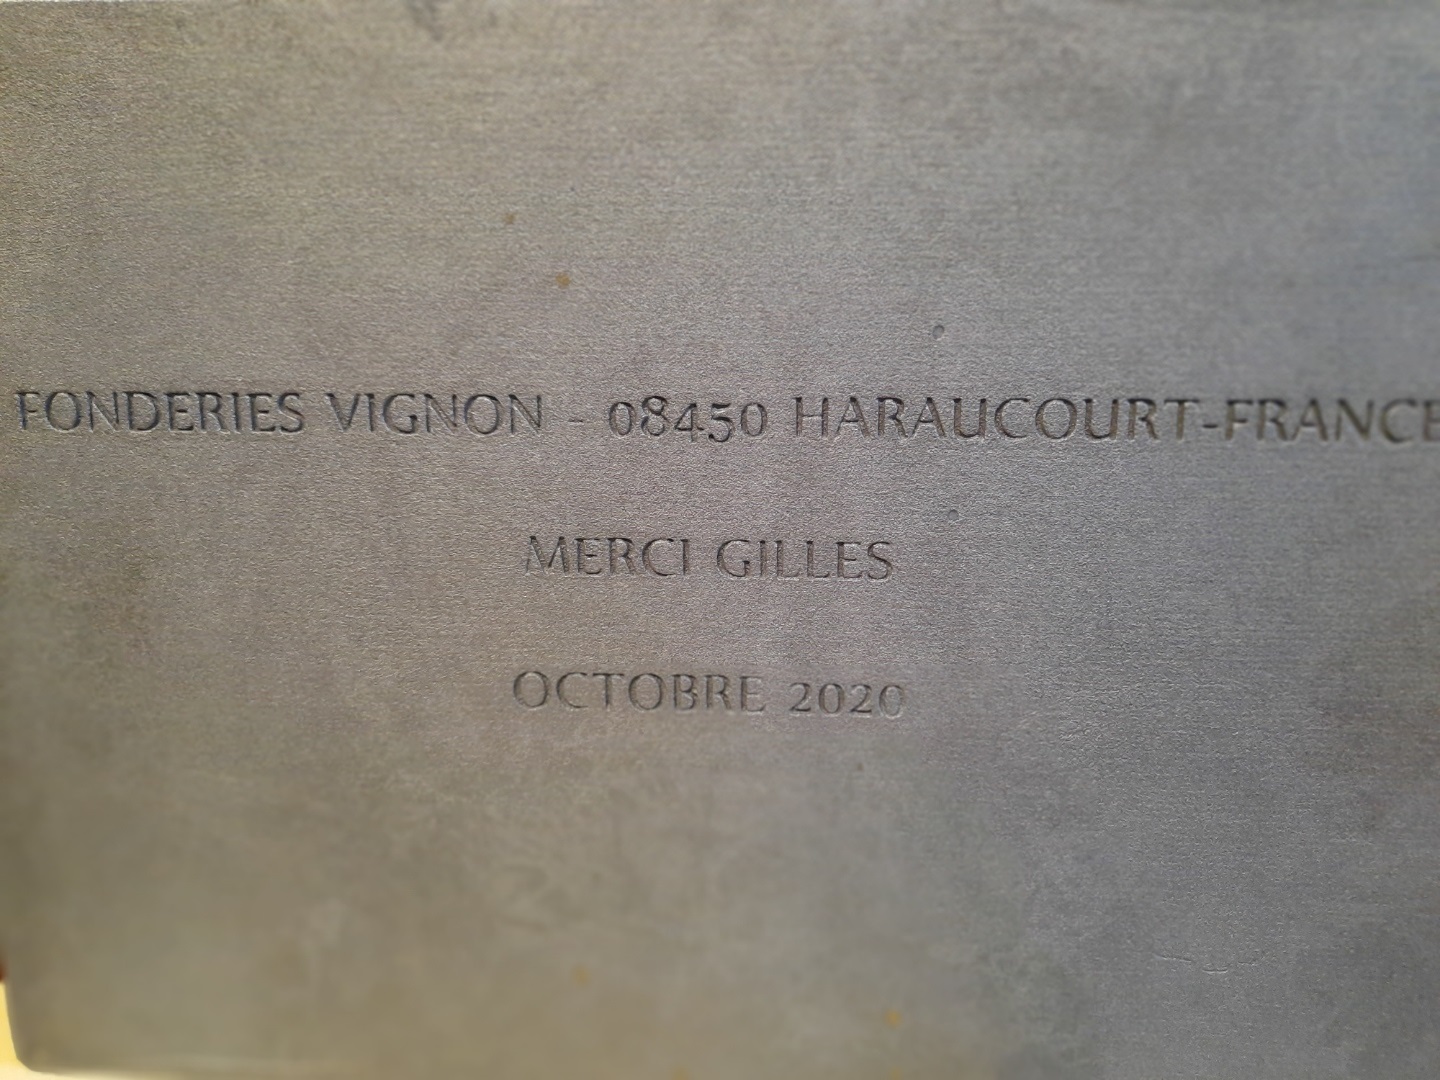 FONDERIES VIGNON - 08450 HARAUCOURT-FRANCE
MERCI GILLES
OCTOBRE 2020